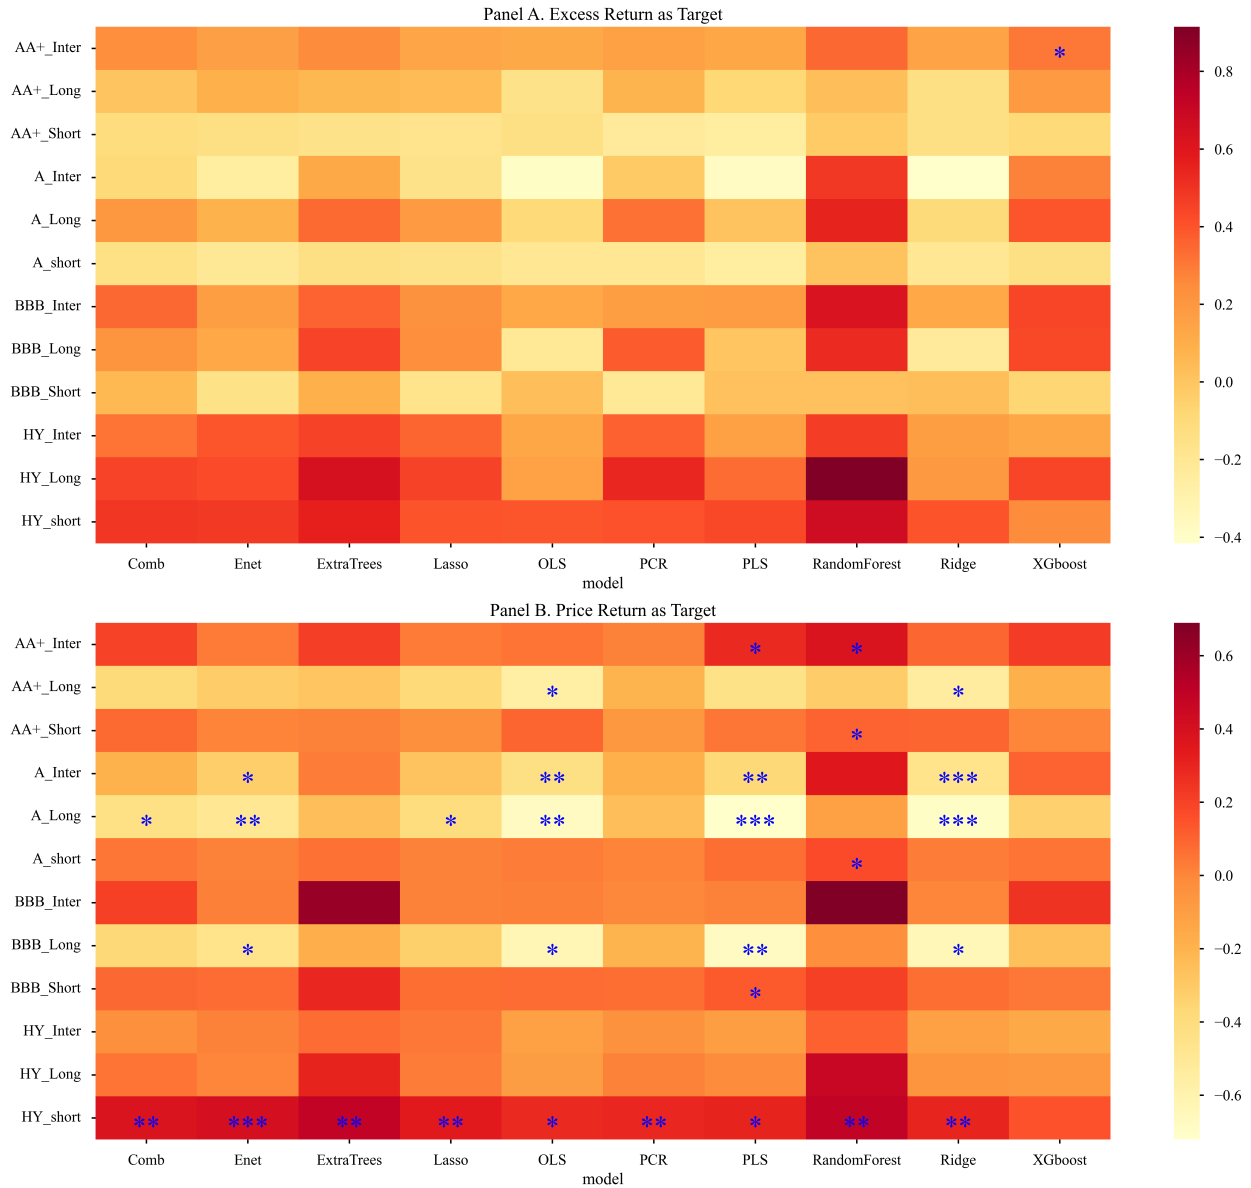 Panel A. Excess Return as Target
AA+_Inter *
AA+_Long
AA+_Short
A_Inter
A_Long
A_short
BBB_Inter
BBB_Long
BBB_Short
HY_Inter
HY_Long
HY_short
Comb Enet ExtraTrees Lasso OLS PCR PLS RandomForest Ridge XGboost
model
0.8
0.6
0.4
0.2
0.0
−0.2
−0.4
Panel B. Price Return as Target
AA+_Inter * *
AA+_Long * *
AA+_Short *
A_Inter * ** ** ***
A_Long * ** * ** *** ***
A_short *
BBB_Inter
BBB_Long * * ** *
BBB_Short *
HY_Inter
HY_Long
HY_short ** *** ** ** * ** * ** **
Comb Enet ExtraTrees Lasso OLS PCR PLS RandomForest Ridge XGboost
model
0.6
0.4
0.2
0.0
−0.2
−0.4
−0.6